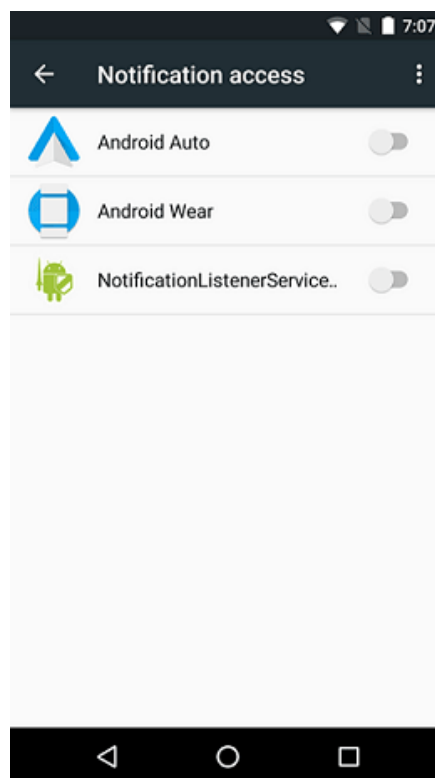 7:07
Notification access
Android Auto
Android Wear
NotificationListenerService..